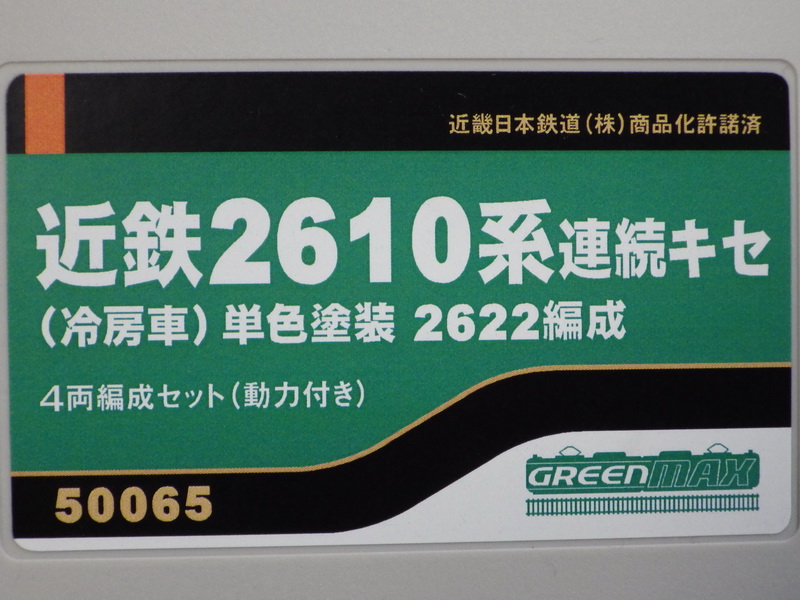 近畿日本鉄道(株)商品化許諾済
近鉄2610系連続キセ
(冷房車)単色塗装 2622編成
4両編成セット(動力付き)
50065
GREENMAX